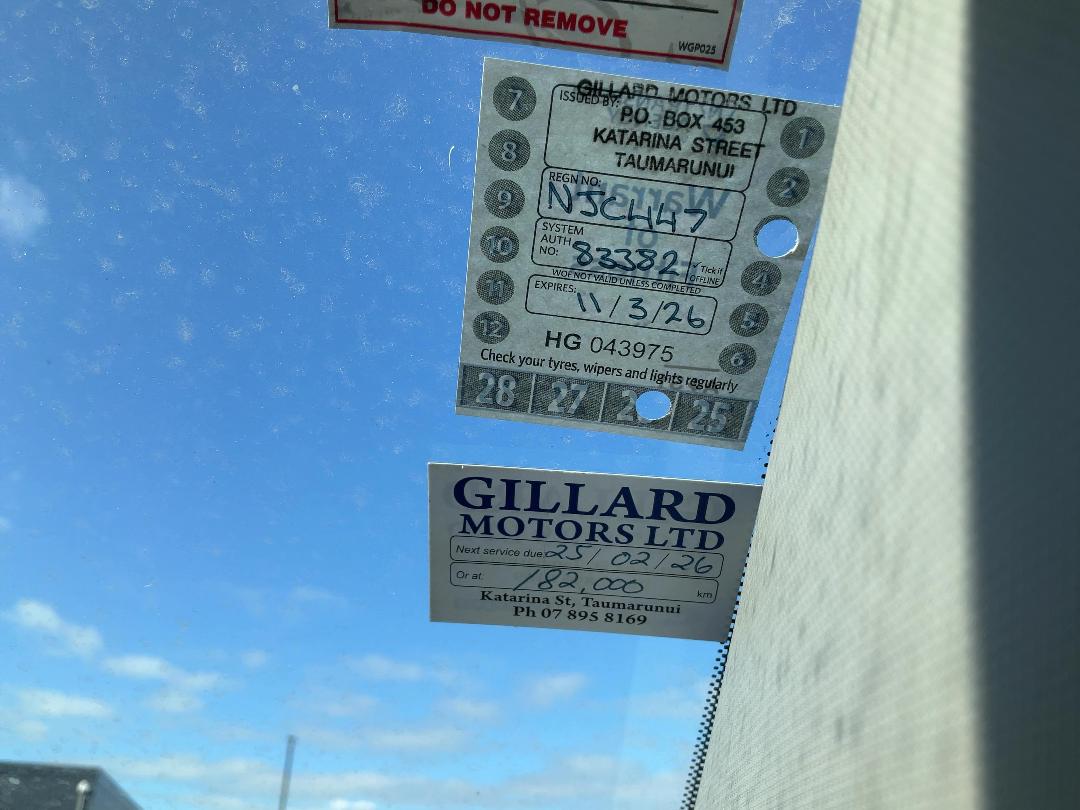 DO NOT REMOVE
WGP025
GILLARD MOTORS LTD
ISSUED BY:
P.O. BOX 453
KATARINA STREET
TAUMARUNUI
7
8
9
10
11
12
1
2
4
5
6
REGN NO:
NJC447
SYSTEM
AUTH
NO:
83382
✓ Tick if
OFFLINE
WOF NOT VALID UNLESS COMPLETED
EXPIRES:
11/3/26
HG 043975
Check your tyres, wipers and lights regularly
28 27 2 25
GILLARD
MOTORS LTD
Next service due: 25/02/26
Or at: 182,000 km
Katarina St, Taumarunui
Ph 07 895 8169